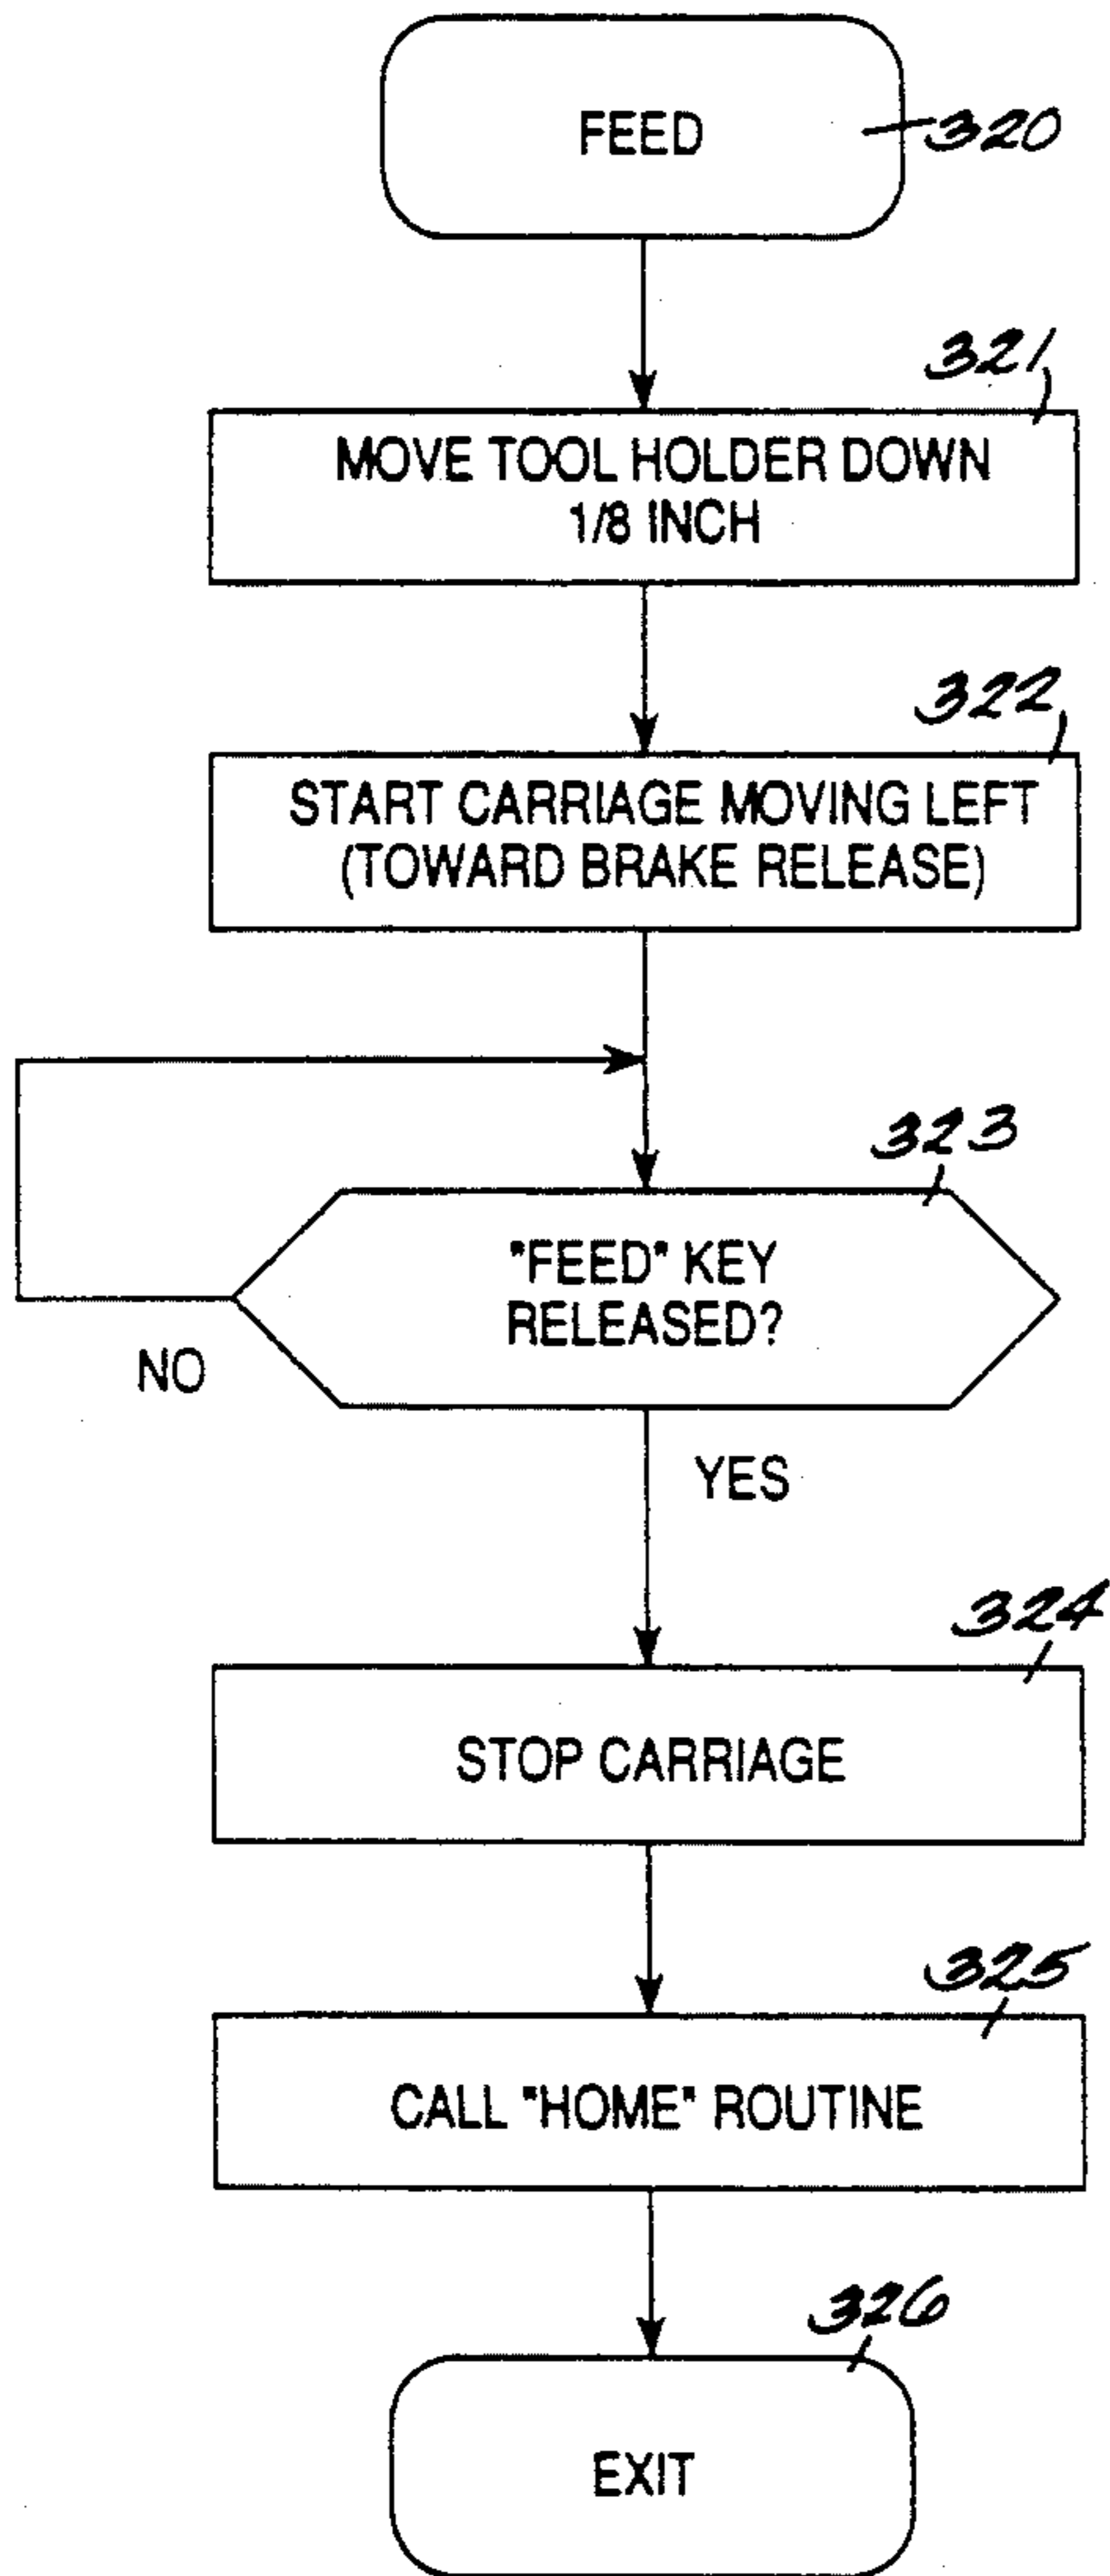 FEED
320
321
MOVE TOOL HOLDER DOWN
1/8 INCH
322
START CARRIAGE MOVING LEFT
(TOWARD BRAKE RELEASE)
323
"FEED" KEY
RELEASED?
NO
YES
324
STOP CARRIAGE
325
CALL "HOME" ROUTINE
326
EXIT